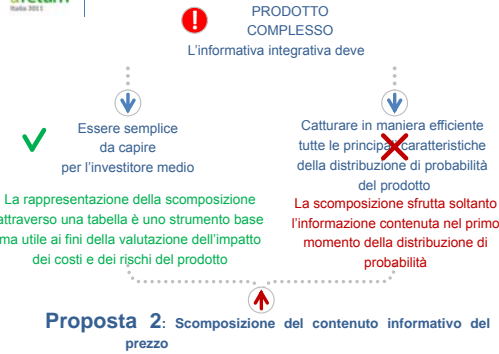 areturn
Italia 2011
PRODOTTO
COMPLESSO
L'informativa integrativa deve
Essere semplice
da capire
per l'investitore medio
Catturare in maniera efficiente
tutte le principali caratteristiche
della distribuzione di probabilità
del prodotto
La rappresentazione della scomposizione
attraverso una tabella è uno strumento base
ma utile ai fini della valutazione dell'impatto
dei costi e dei rischi del prodotto
La scomposizione sfrutta soltanto
l'informazione contenuta nel primo
momento della distribuzione di
probabilità
Proposta 2: Scomposizione del contenuto informativo del
prezzo